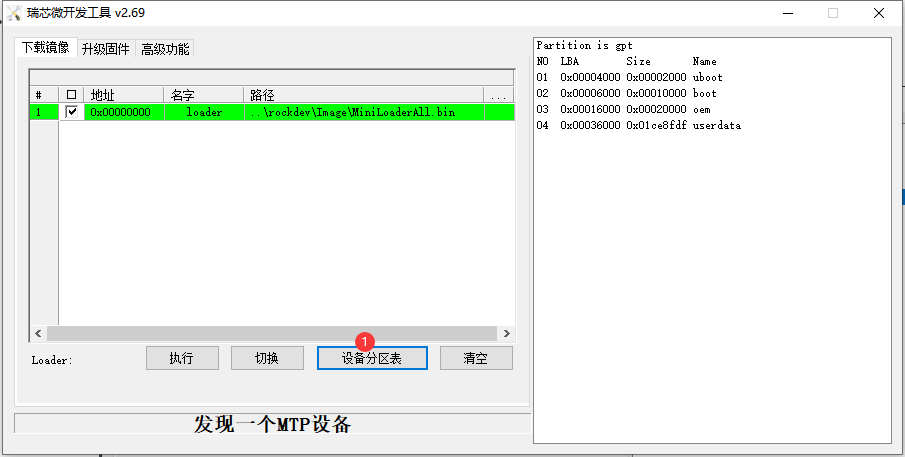 瑞芯微开发工具 v2.69
下载镜像 升级固件 高级功能
# 地址 名字 路径 ...
1 0x00000000 loader ..\rockdev\Image\MiniLoaderAll.bin
1
Loader: 执行 切换 设备分区表 清空
发现一个MTP设备
Partition is gpt
NO LBA Size Name
01 0x00004000 0x00002000 uboot
02 0x00006000 0x00010000 boot
03 0x00016000 0x00020000 oem
04 0x00036000 0x01ce8fdf userdata